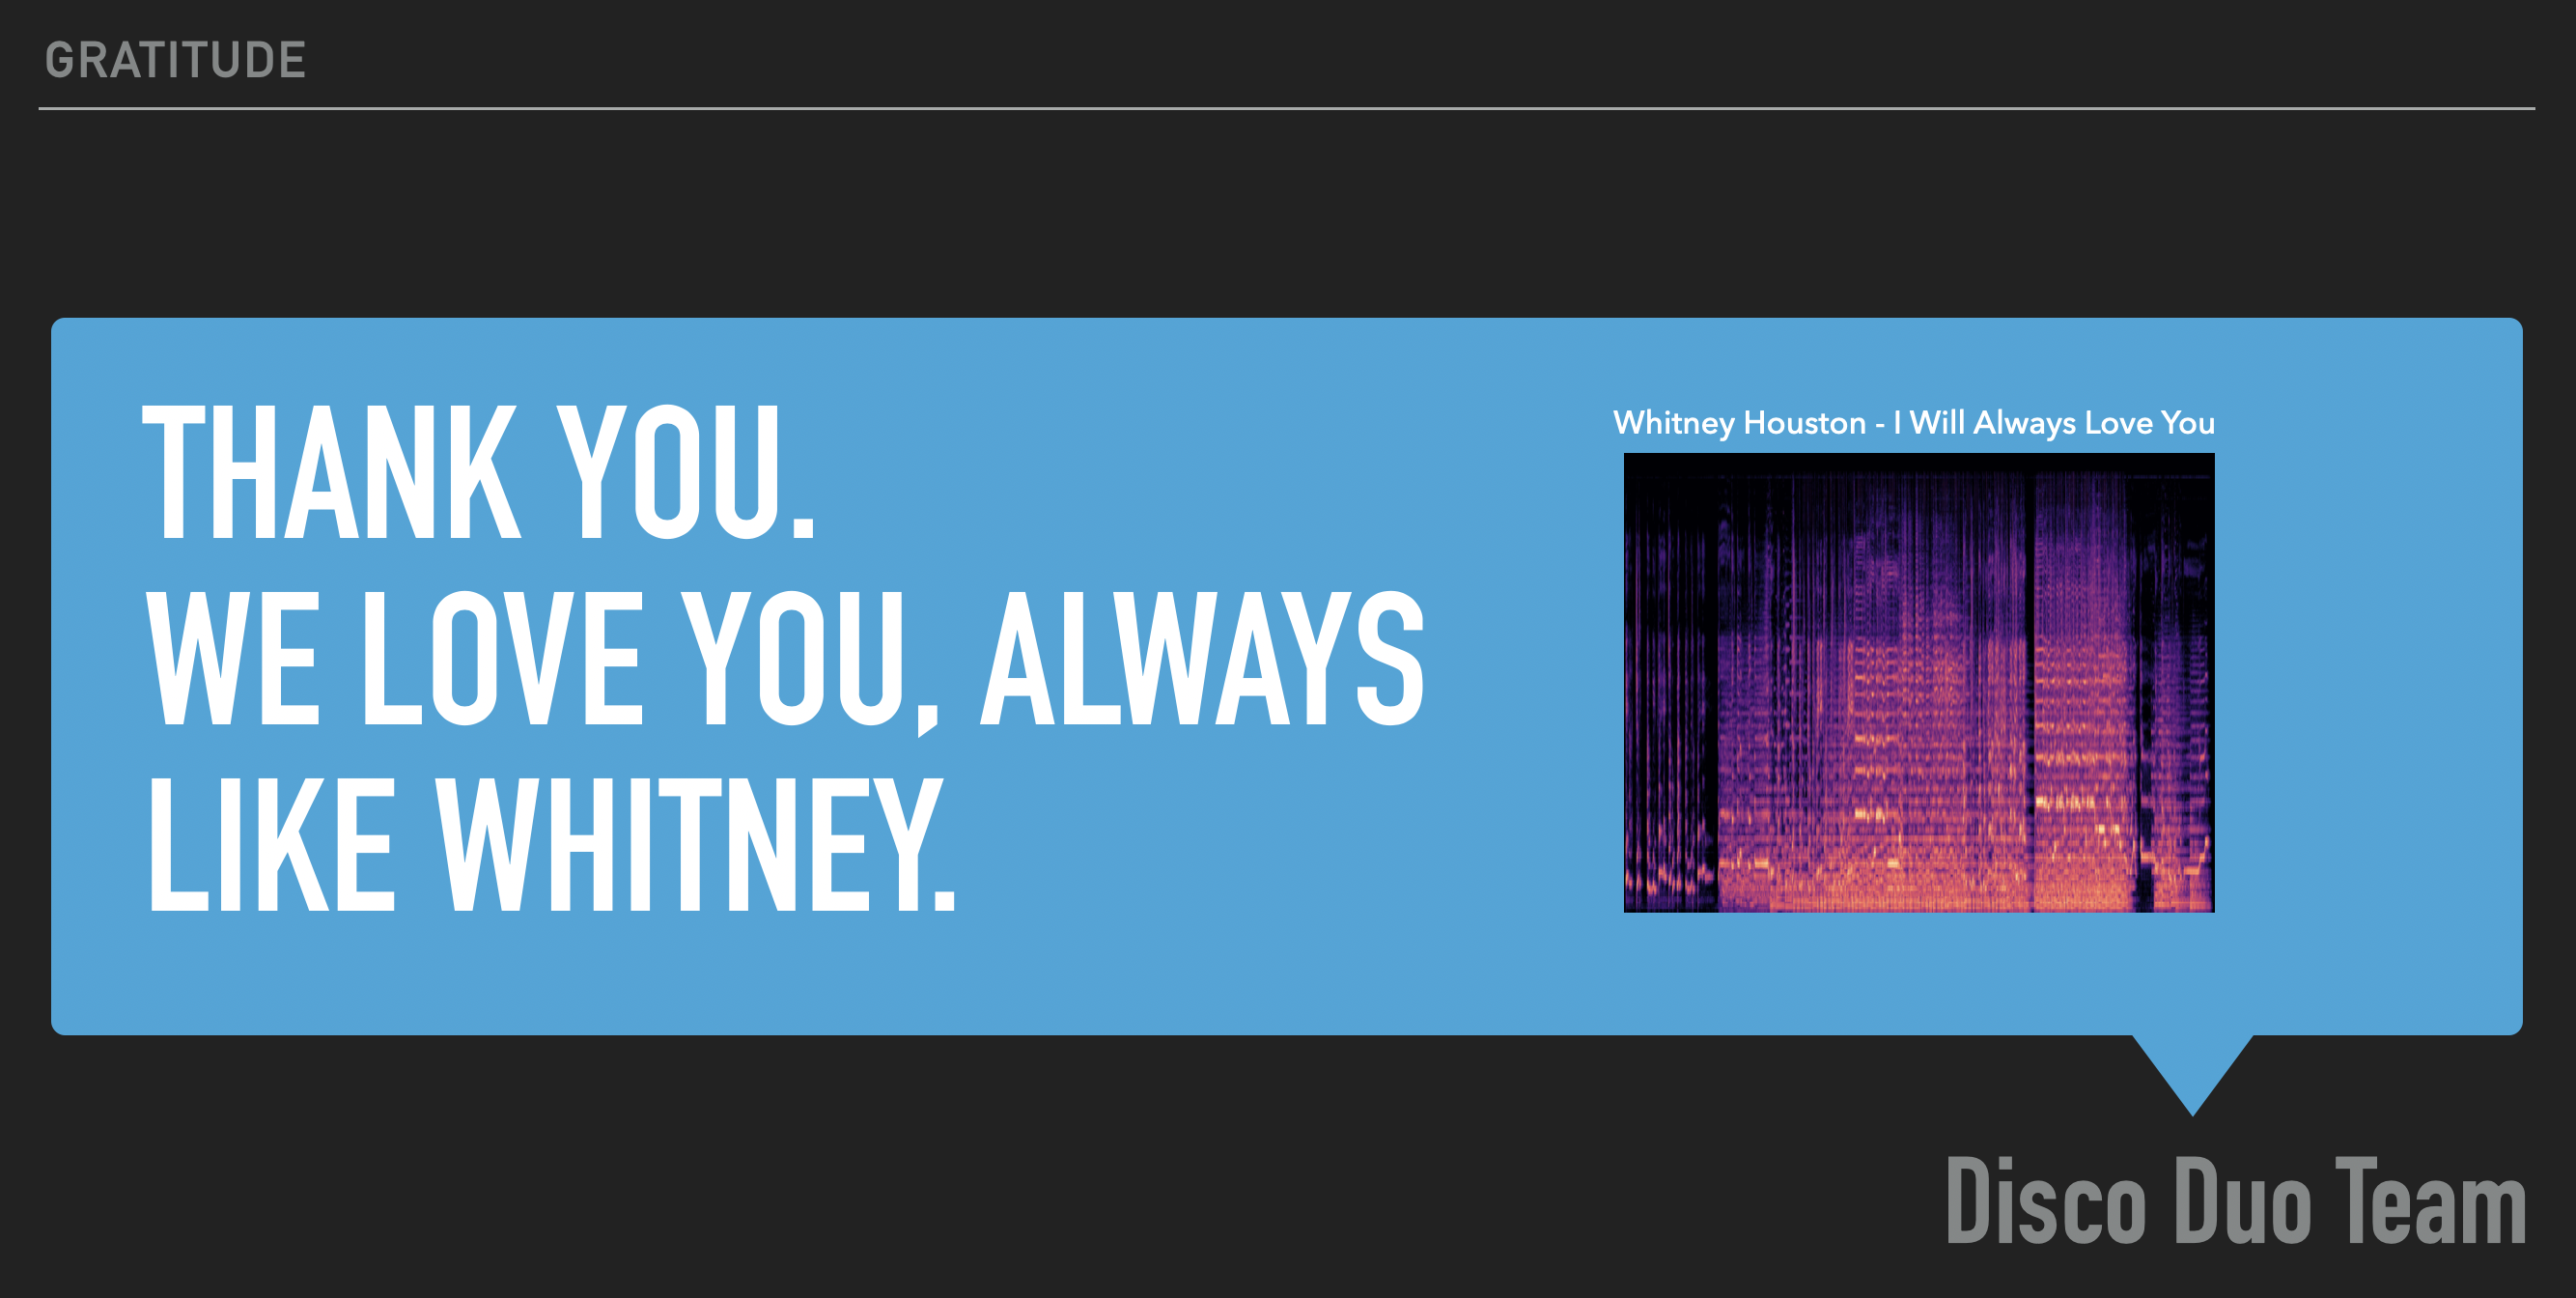 GRATITUDE
THANK YOU.
WE LOVE YOU, ALWAYS
LIKE WHITNEY.
Whitney Houston - I Will Always Love You
Disco Duo Team